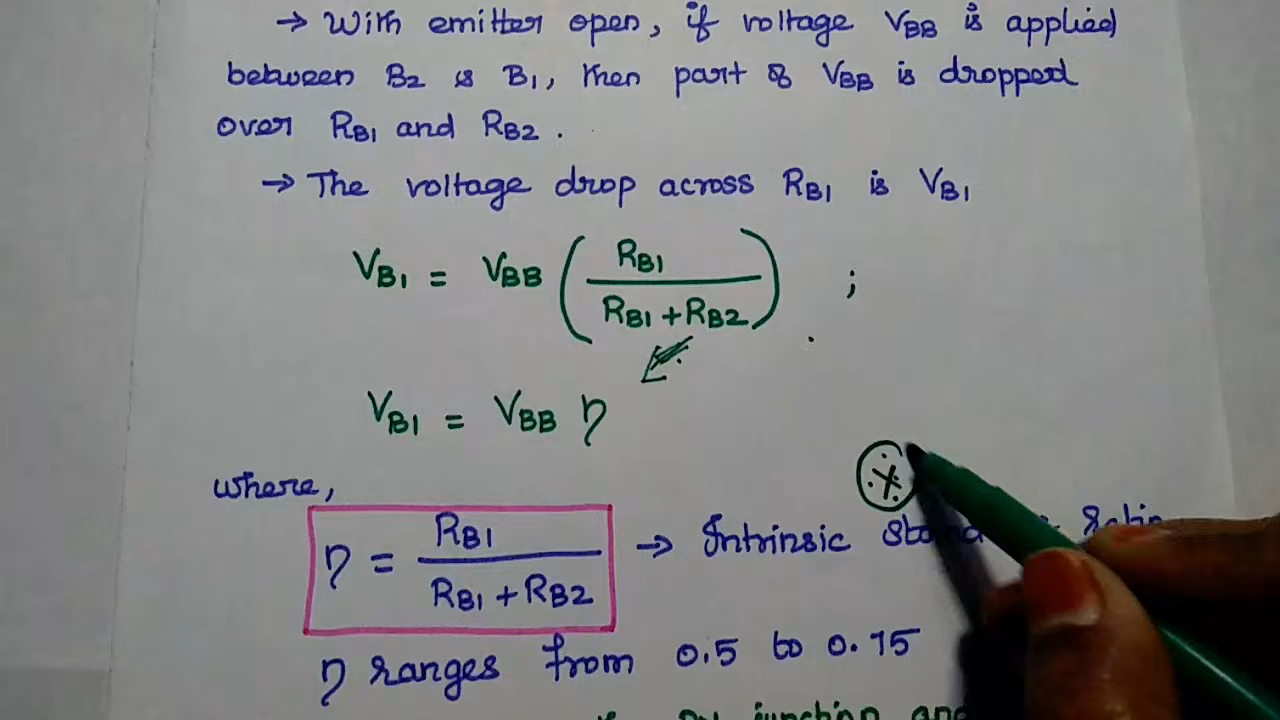 → With emitter open, if voltage VBB is applied
between B2 & B1, then part of VBB is dropped
over RB1 and RB2.
→ The voltage drop across RB1 is VB1
VB1 = VBB ( RB1 / RB1 + RB2 ) ;
VB1 = VBB η
where,
η = RB1 / RB1 + RB2 → Intrinsic
η ranges from 0.5 to 0.75
junction and